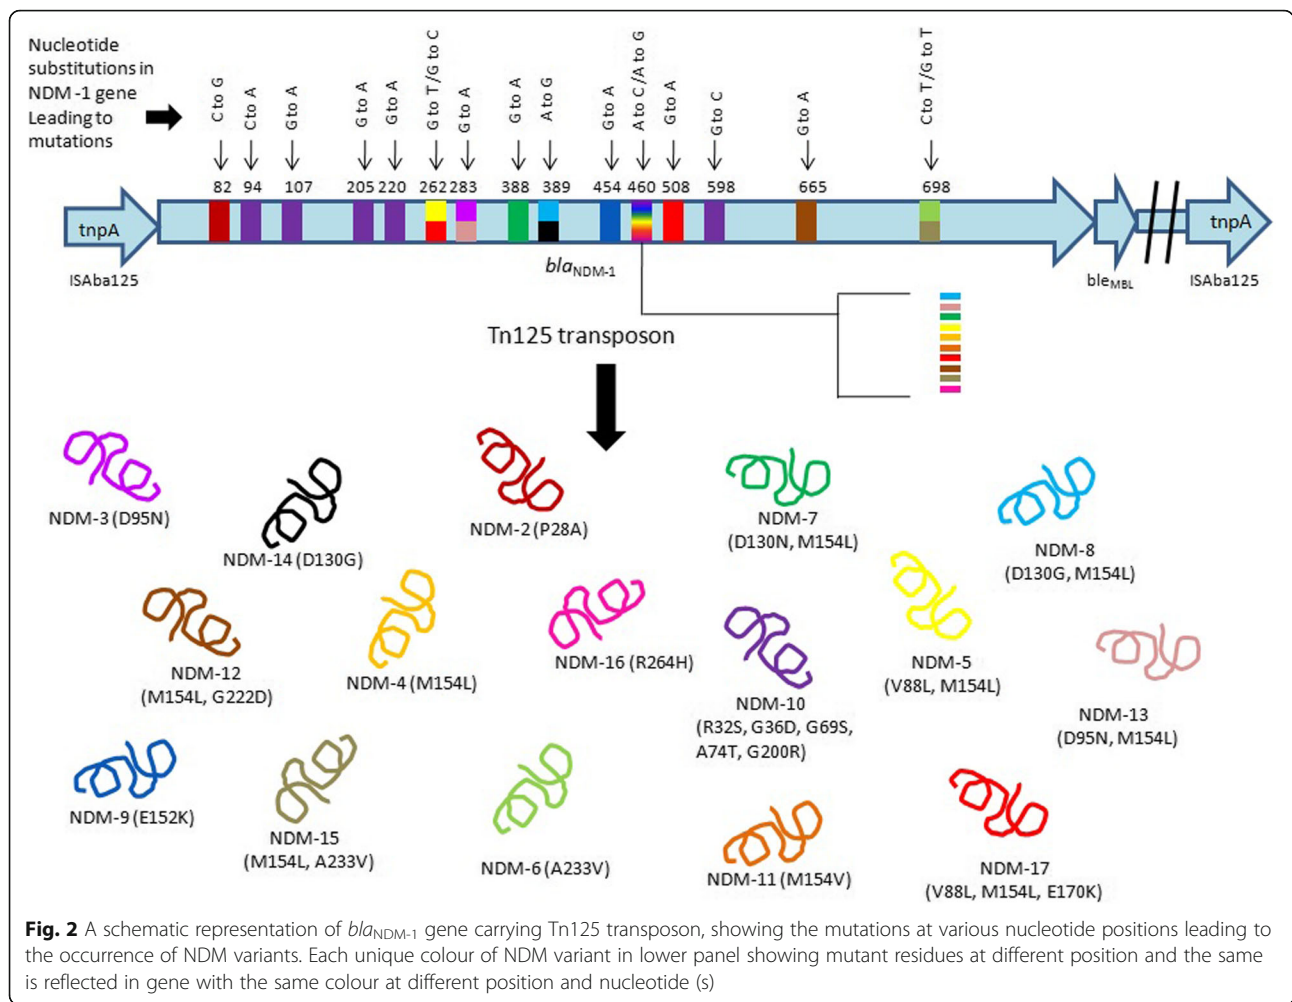 Nucleotide
substitutions in
NDM -1 gene
Leading to
mutations
C to G
C to A
G to A
G to A
G to A
G to T /G to C
G to A
G to A
A to G
G to A
A to C /A to G
G to A
G to C
G to A
C to T /G to T
82 94 107 205 220 262 283 388 389 454 460 508 598 665 698
tnpA
tnpA
ISAba125
blaNDM-1
bleMBL
ISAba125
Tn125 transposon
NDM-3 (D95N)
NDM-14 (D130G)
NDM-2 (P28A)
NDM-7
(D130N, M154L)
NDM-8
(D130G, M154L)
NDM-12
(M154L, G222D)
NDM-4 (M154L)
NDM-16 (R264H)
NDM-10
(R32S, G36D, G69S,
A74T, G200R)
NDM-5
(V88L, M154L)
NDM-13
(D95N, M154L)
NDM-9 (E152K)
NDM-15
(M154L, A233V)
NDM-6 (A233V)
NDM-11 (M154V)
NDM-17
(V88L, M154L, E170K)
Fig. 2 A schematic representation of blaNDM-1 gene carrying Tn125 transposon, showing the mutations at various nucleotide positions leading to
the occurrence of NDM variants. Each unique colour of NDM variant in lower panel showing mutant residues at different position and the same
is reflected in gene with the same colour at different position and nucleotide (s)